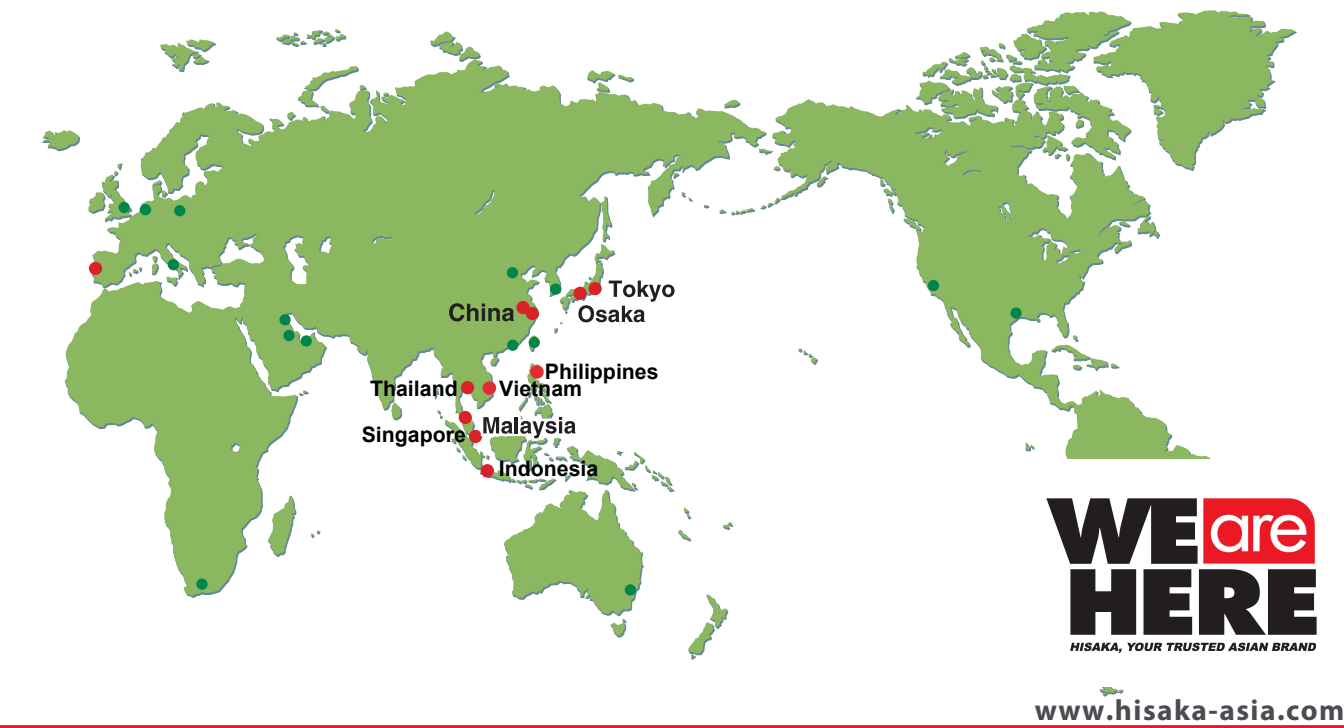 Tokyo
China
Osaka
Philippines
Thailand
Vietnam
Malaysia
Singapore
Indonesia
WE are
HERE
HISAKA, YOUR TRUSTED ASIAN BRAND
www.hisaka-asia.com